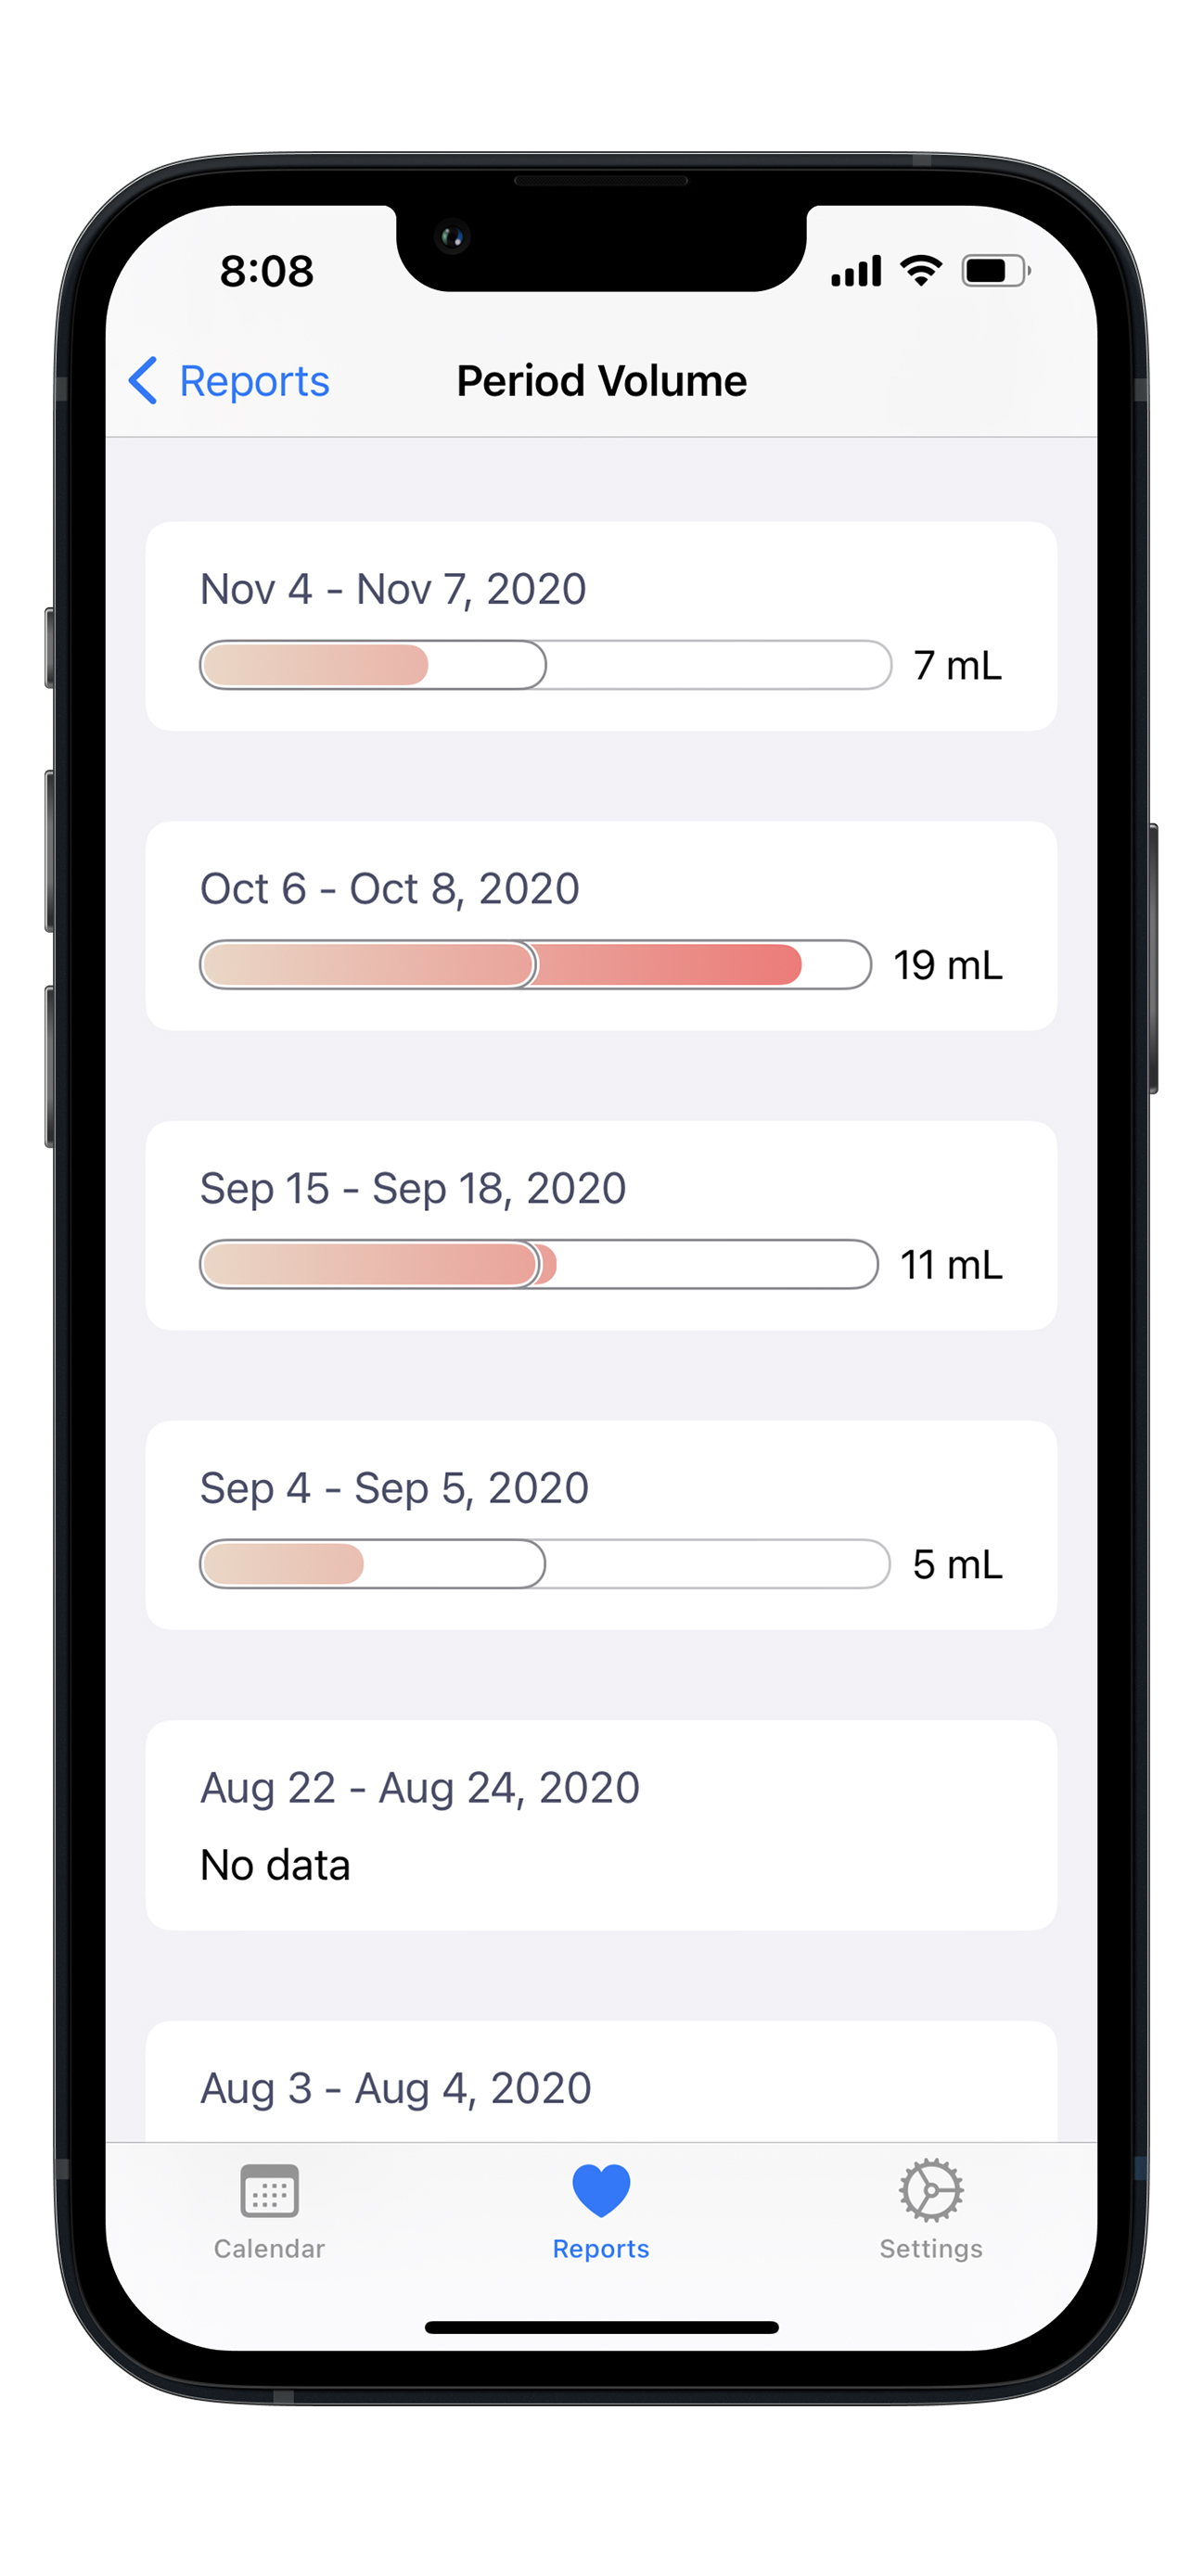 8:08
Reports
Period Volume
Nov 4 - Nov 7, 2020
7 mL
Oct 6 - Oct 8, 2020
19 mL
Sep 15 - Sep 18, 2020
11 mL
Sep 4 - Sep 5, 2020
5 mL
Aug 22 - Aug 24, 2020
No data
Aug 3 - Aug 4, 2020
Calendar
Reports
Settings